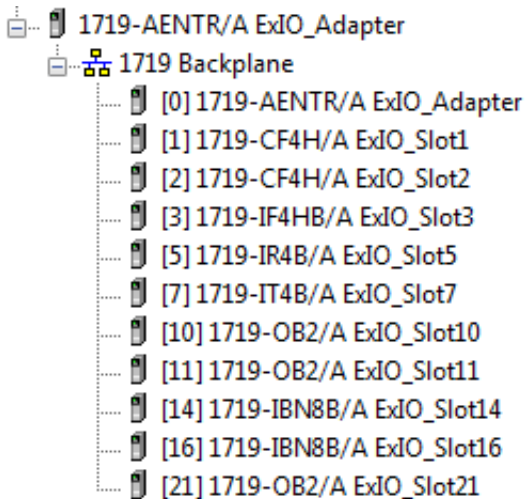 1719-AENTR/A ExIO_Adapter
1719 Backplane
[0] 1719-AENTR/A ExIO_Adapter
[1] 1719-CF4H/A ExIO_Slot1
[2] 1719-CF4H/A ExIO_Slot2
[3] 1719-IF4HB/A ExIO_Slot3
[5] 1719-IR4B/A ExIO_Slot5
[7] 1719-IT4B/A ExIO_Slot7
[10] 1719-OB2/A ExIO_Slot10
[11] 1719-OB2/A ExIO_Slot11
[14] 1719-IBN8B/A ExIO_Slot14
[16] 1719-IBN8B/A ExIO_Slot16
[21] 1719-OB2/A ExIO_Slot21